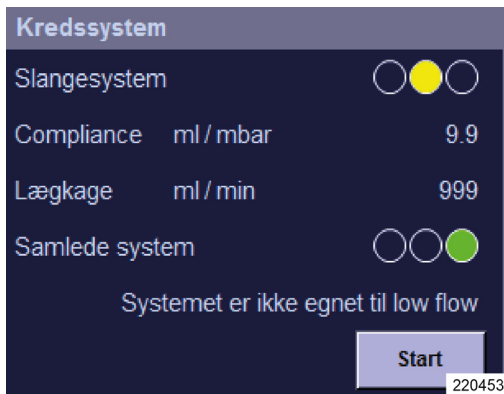 Kredssystem
Slangesystem
Compliance ml / mbar 9.9
Lægkage ml / min 999
Samlede system
Systemet er ikke egnet til low flow
Start
220453